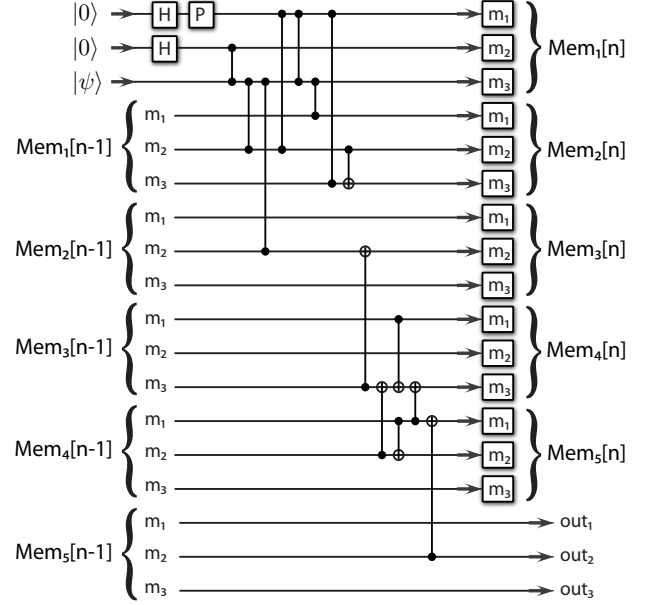 |0⟩ H P m₁
|0⟩ H m₂ Mem₁[n]
|ψ⟩ m₃
m₁ m₁
Mem₁[n-1] m₂ m₂ Mem₂[n]
m₃ m₃
m₁ m₁
Mem₂[n-1] m₂ m₂ Mem₃[n]
m₃ m₃
m₁ m₁
Mem₃[n-1] m₂ m₂ Mem₄[n]
m₃ m₃
m₁ m₁
Mem₄[n-1] m₂ m₂ Mem₅[n]
m₃ m₃
m₁ out₁
Mem₅[n-1] m₂ out₂
m₃ out₃